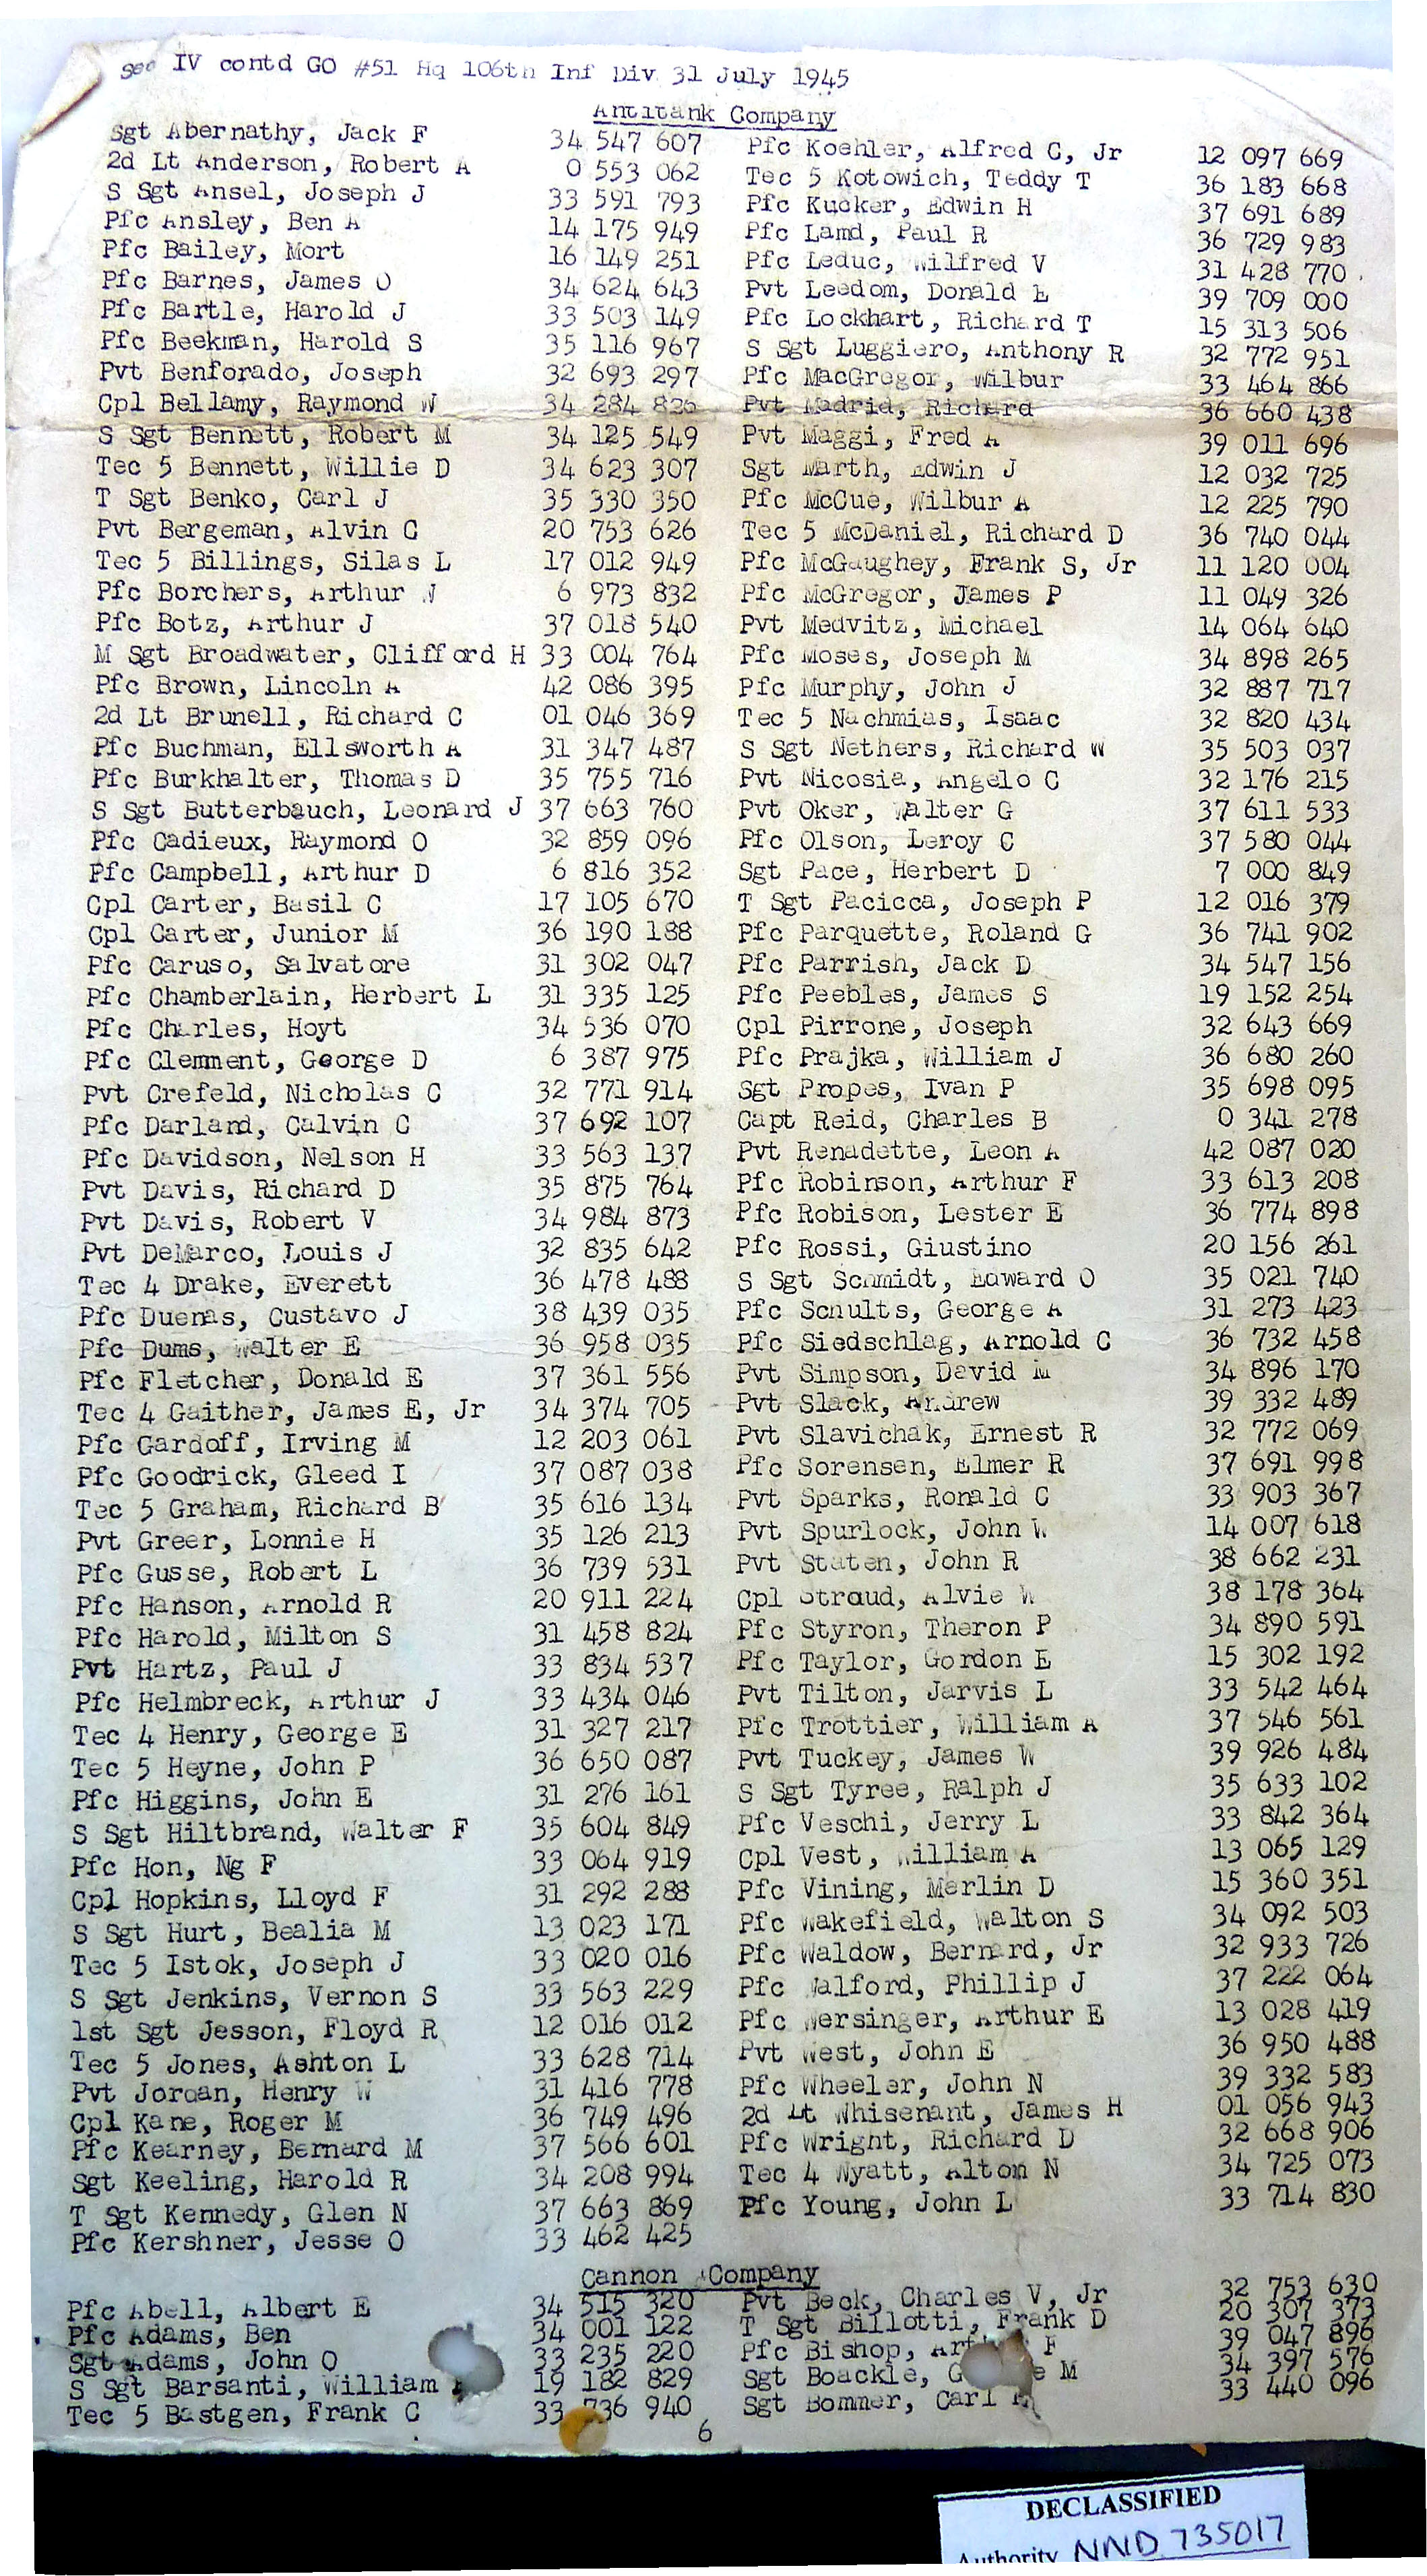 Sec IV contd GO #51 Hq 106th Inf Div 31 July 1945
Antitank Company
Sgt Abernathy, Jack F 34 547 607
2d Lt Anderson, Robert A 0 553 062
S Sgt Ansel, Joseph J 33 591 793
Pfc Ansley, Ben A 14 175 949
Pfc Bailey, Mort 16 149 251
Pfc Barnes, James O 34 624 643
Pfc Bartle, Harold J 33 503 149
Pfc Beekman, Harold S 35 116 967
Pvt Benforado, Joseph 32 693 297
Cpl Bellamy, Raymond W 34 284 826
S Sgt Bennett, Robert M 34 125 549
Tec 5 Bennett, Willie D 34 623 307
T Sgt Benko, Carl J 35 330 350
Pvt Bergeman, Alvin C 20 753 626
Tec 5 Billings, Silas L 17 012 949
Pfc Borchers, Arthur W 6 973 832
Pfc Botz, Arthur J 37 018 540
M Sgt Broadwater, Clifford H 33 004 764
Pfc Brown, Lincoln A 42 086 395
2d Lt Brunell, Richard C 01 046 369
Pfc Buchman, Ellsworth A 31 347 487
Pfc Burkhalter, Thomas D 35 755 716
S Sgt Butterbauch, Leonard J 37 663 760
Pfc Cadieux, Raymond O 32 859 096
Pfc Campbell, Arthur D 6 816 352
Cpl Carter, Basil C 17 105 670
Cpl Carter, Junior M 36 190 188
Pfc Caruso, Salvatore 31 302 047
Pfc Chamberlain, Herbert L 31 335 125
Pfc Charles, Hoyt 34 536 070
Pfc Clemment, George D 6 387 975
Pvt Crefeld, Nicholas C 32 771 914
Pfc Darland, Calvin C 37 692 107
Pfc Davidson, Nelson H 33 563 137
Pvt Davis, Richard D 35 875 764
Pvt Davis, Robert V 34 984 873
Pvt DeMarco, Louis J 32 835 642
Tec 4 Drake, Everett 36 478 488
Pfc Duenas, Custavo J 38 439 035
Pfc Dums, Walter E 36 958 035
Pfc Fletcher, Donald E 37 361 556
Tec 4 Gaither, James E, Jr 34 374 705
Pfc Gardoff, Irving M 12 203 061
Pfc Goodrick, Gleed I 37 087 038
Tec 5 Graham, Richard B 35 616 134
Pvt Greer, Lonnie H 35 126 213
Pfc Gusse, Robert L 36 739 531
Pfc Hanson, Arnold R 20 911 224
Pfc Harold, Milton S 31 458 824
Pvt Hartz, Paul J 33 834 537
Pfc Helmbreck, Arthur J 33 434 046
Tec 4 Henry, George E 31 327 217
Tec 5 Heyne, John P 36 650 087
Pfc Higgins, John E 31 276 161
S Sgt Hiltbrand, Walter F 35 604 849
Pfc Hon, Ng F 33 064 919
Cpl Hopkins, Lloyd F 31 292 288
S Sgt Hurt, Bealia M 13 023 171
Tec 5 Istok, Joseph J 33 020 016
S Sgt Jenkins, Vernon S 33 563 229
1st Sgt Jesson, Floyd R 12 016 012
Tec 5 Jones, Ashton L 33 628 714
Pvt Jordan, Henry W 31 416 778
Cpl Kane, Roger M 36 749 496
Pfc Kearney, Bernard M 37 566 601
Sgt Keeling, Harold R 34 208 994
T Sgt Kennedy, Glen N 37 663 869
Pfc Kershner, Jesse O 33 462 425
Pfc Koehler, Alfred C, Jr 12 097 669
Tec 5 Kotowich, Teddy T 36 183 668
Pfc Kucker, Edwin H 37 691 689
Pfc Lamd, Paul R 36 729 983
Pfc Leduc, Wilfred V 31 428 770
Pvt Leedom, Donald E 39 709 000
Pfc Lockhart, Richard T 15 313 506
S Sgt Luggiero, Anthony R 32 772 951
Pfc MacGregor, Wilbur 33 464 866
Pvt Madrid, Richard 36 660 438
Pvt Maggi, Fred A 39 011 696
Sgt Marth, Edwin J 12 032 725
Pfc McCue, Wilbur A 12 225 790
Tec 5 McDaniel, Richard D 36 740 044
Pfc McGaughey, Frank S, Jr 11 120 004
Pfc McGregor, James P 11 049 326
Pvt Medvitz, Michael 14 064 640
Pfc Moses, Joseph M 34 898 265
Pfc Murphy, John J 32 887 717
Tec 5 Nachmias, Isaac 32 820 434
S Sgt Nethers, Richard W 35 503 037
Pvt Nicosia, Angelo C 32 176 215
Pvt Oker, Walter G 37 611 533
Pfc Olson, Leroy C 37 580 044
Sgt Pace, Herbert D 7 000 849
T Sgt Pacicca, Joseph P 12 016 379
Pfc Parquette, Roland G 36 741 902
Pfc Parrish, Jack D 34 547 156
Pfc Peebles, James S 19 152 254
Cpl Pirrone, Joseph 32 643 669
Pfc Prajka, William J 36 680 260
Sgt Propes, Ivan P 35 698 095
Capt Reid, Charles B 0 341 278
Pvt Renadette, Leon A 42 087 020
Pfc Robinson, Arthur F 33 613 208
Pfc Robison, Lester E 36 774 898
Pfc Rossi, Giustino 20 156 261
S Sgt Schmidt, Edward O 35 021 740
Pfc Schults, George A 31 273 423
Pfc Siedschlag, Arnold C 36 732 458
Pvt Simpson, David M 34 896 170
Pvt Slack, Andrew 39 332 489
Pvt Slavichak, Ernest R 32 772 069
Pfc Sorensen, Elmer R 37 691 998
Pvt Sparks, Ronald C 33 903 367
Pvt Spurlock, John W 14 007 618
Pvt Staten, John R 38 662 231
Cpl Stroud, Alvie W 38 178 364
Pfc Styron, Theron P 34 890 591
Pfc Taylor, Gordon E 15 302 192
Pvt Tilton, Jarvis L 33 542 464
Pfc Trottier, William A 37 546 561
Pvt Tuckey, James W 39 926 484
S Sgt Tyree, Ralph J 35 633 102
Pfc Veschi, Jerry L 33 842 364
Cpl Vest, William A 13 065 129
Pfc Vining, Merlin D 15 360 351
Pfc Wakefield, Walton S 34 092 503
Pfc Waldow, Bernard, Jr 32 933 726
Pfc Walford, Phillip J 37 222 064
Pfc Wersinger, Arthur E 13 028 419
Pvt West, John E 36 950 488
Pfc Wheeler, John N 39 332 583
2d Lt Whisenant, James H 01 056 943
Pfc Wright, Richard D 32 668 906
Tec 4 Wyatt, Alton N 34 725 073
Pfc Young, John L 33 714 830
Cannon Company
Pfc Abell, Albert E 34 515 320
Pfc Adams, Ben 34 001 122
Sgt Adams, John O 33 235 220
S Sgt Barsanti, William 19 182 829
Tec 5 Bastgen, Frank C 33 736 940
Pvt Beck, Charles V, Jr 32 753 630
T Sgt Billotti, Frank D 20 307 373
Pfc Bishop, F 39 047 896
Sgt Boackle, M 34 397 576
Sgt Bommer, Carl 33 440 096
6
DECLASSIFIED
Authority NND 735017